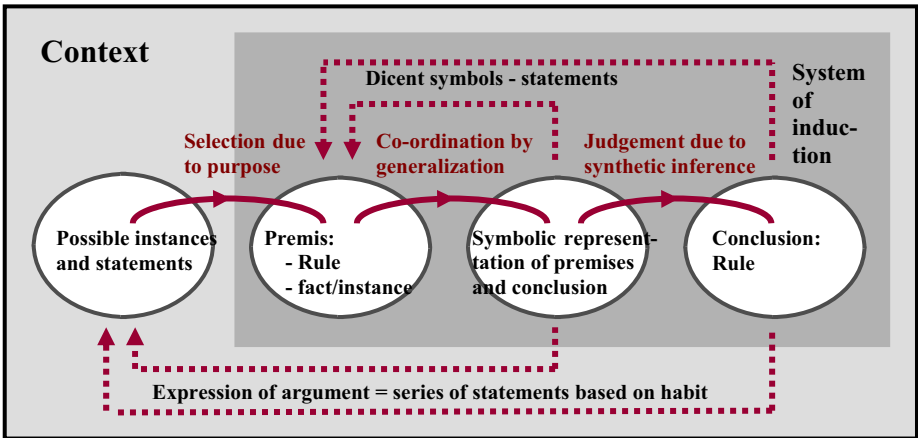 Context
Dicent symbols - statements
System
of
induc-
tion
Selection due
to purpose
Co-ordination by
generalization
Judgement due to
synthetic inference
Possible instances
and statements
Premis:
- Rule
- fact/instance
Symbolic represent-
tation of premises
and conclusion
Conclusion:
Rule
Expression of argument = series of statements based on habit